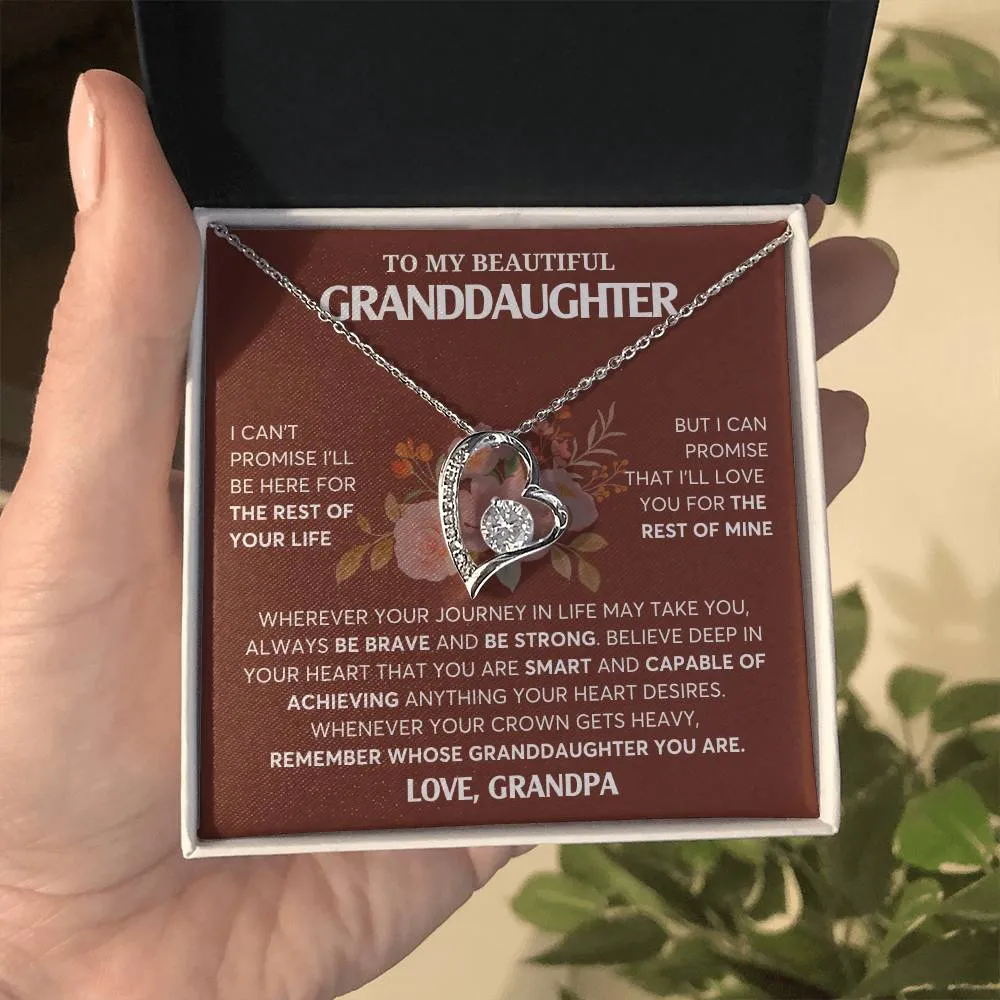 TO MY BEAUTIFUL
GRANDDAUGHTER
I CAN'T
PROMISE I'LL
BE HERE FOR
THE REST OF
YOUR LIFE
BUT I CAN
PROMISE
THAT I'LL LOVE
YOU FOR THE
REST OF MINE
WHEREVER YOUR JOURNEY IN LIFE MAY TAKE YOU,
ALWAYS BE BRAVE AND BE STRONG. BELIEVE DEEP IN
YOUR HEART THAT YOU ARE SMART AND CAPABLE OF
ACHIEVING ANYTHING YOUR HEART DESIRES.
WHENEVER YOUR CROWN GETS HEAVY,
REMEMBER WHOSE GRANDDAUGHTER YOU ARE.
LOVE, GRANDPA